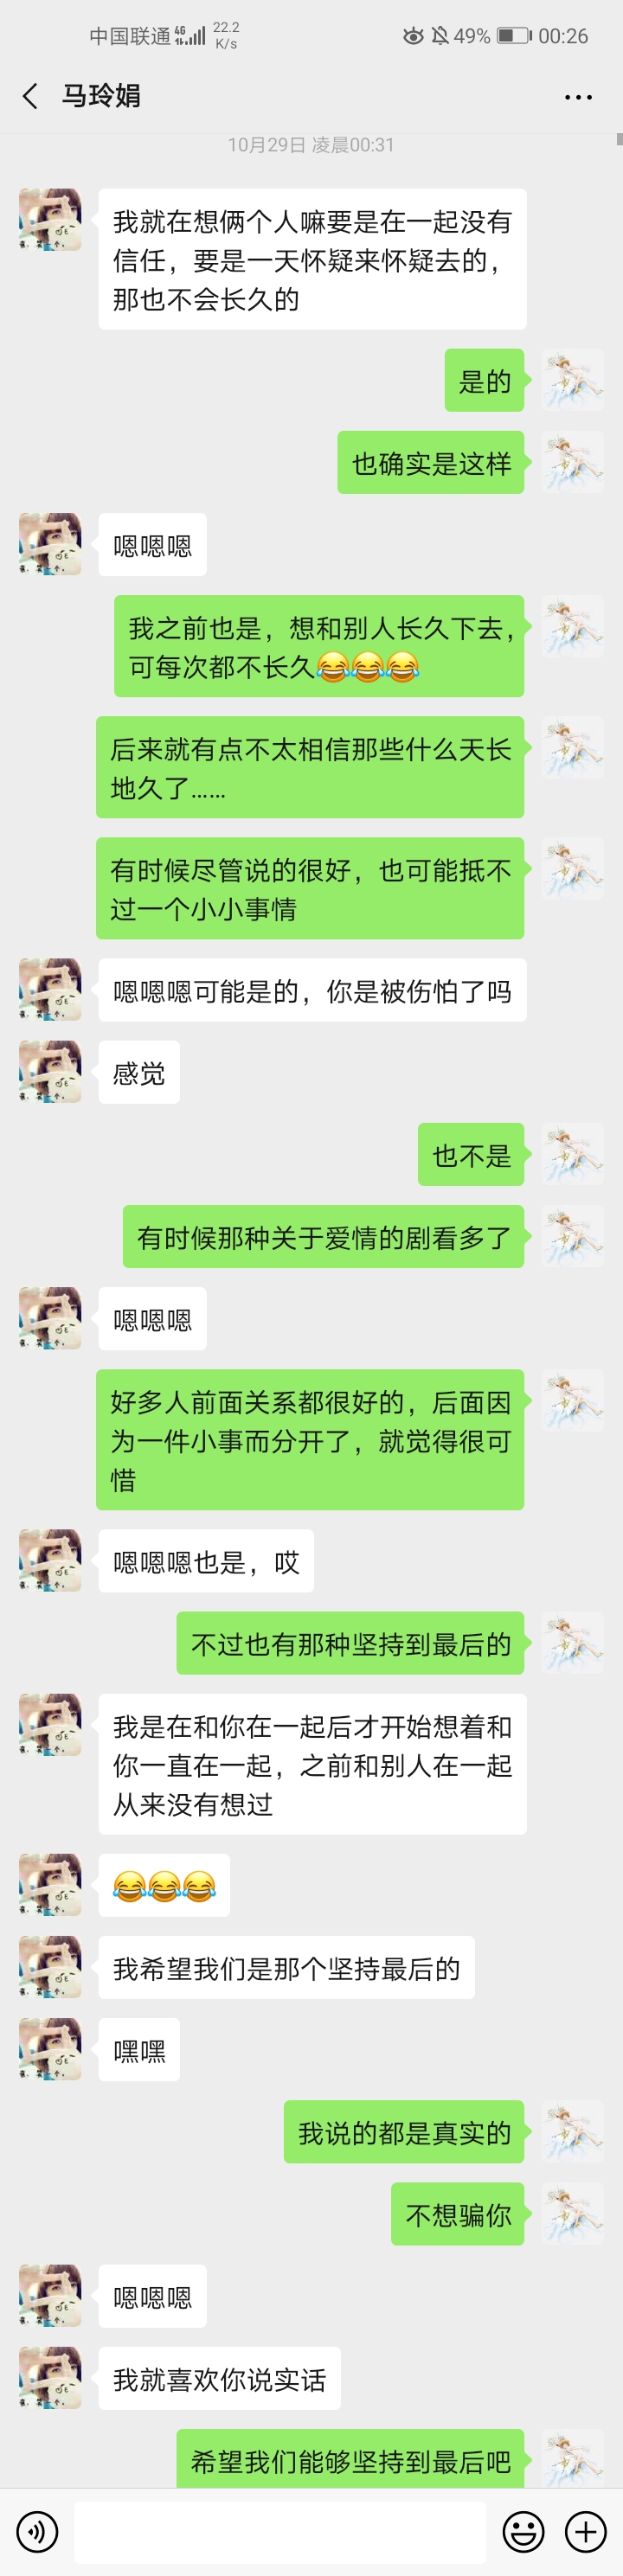 中国联通 4G 22.2 K/s 49% 00:26
马玲娟
10月29日 凌晨00:31
我就在想俩个人嘛要是在一起没有
信任，要是一天怀疑来怀疑去的，
那也不会长久的
是的
也确实是这样
嗯嗯嗯
我之前也是，想和别人长久下去，
可每次都不长久😂😂😂
后来就有点不太相信那些什么天长
地久了……
有时候尽管说的很好，也可能抵不
过一个小小事情
嗯嗯嗯可能是的，你是被伤怕了吗
感觉
也不是
有时候那种关于爱情的剧看多了
嗯嗯嗯
好多人前面关系都很好的，后面因
为一件小事而分开了，就觉得很可
惜
嗯嗯嗯也是，哎
不过也有那种坚持到最后的
我是在和你在一起后才开始想着和
你一直在一起，之前和别人在一起
从来没有想过
😂😂😂
我希望我们是那个坚持最后的
嘿嘿
我说的都是真实的
不想骗你
嗯嗯嗯
我就喜欢你说实话
希望我们能够坚持到最后吧